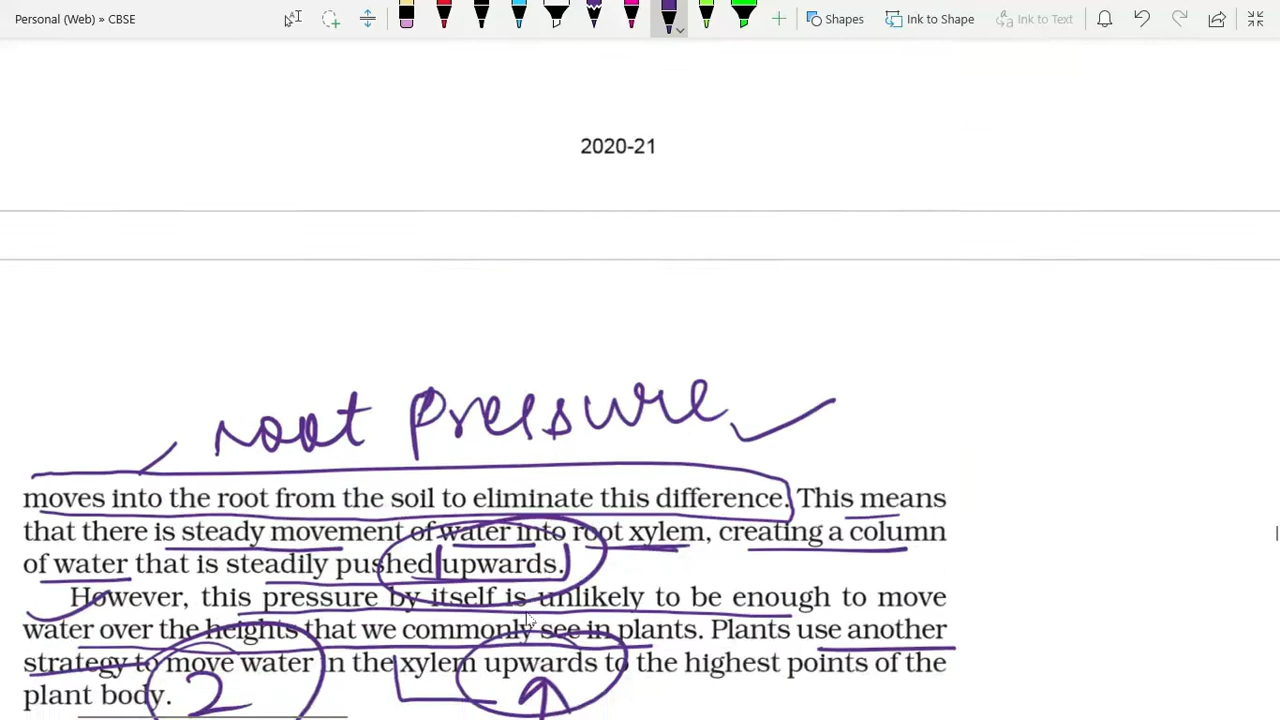 Personal (Web) » CBSE
Shapes
Ink to Shape
Ink to Text
2020-21
root pressure
moves into the root from the soil to eliminate this difference. This means
that there is steady movement of water into root xylem, creating a column
of water that is steadily pushed upwards.
However, this pressure by itself is unlikely to be enough to move
water over the heights that we commonly see in plants. Plants use another
strategy to move water in the xylem upwards to the highest points of the
plant body.
2